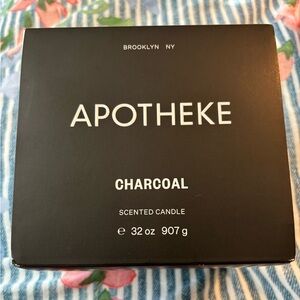 BROOKLYN NY
APOTHEKE
CHARCOAL
SCENTED CANDLE
℮ 32 oz 907 g